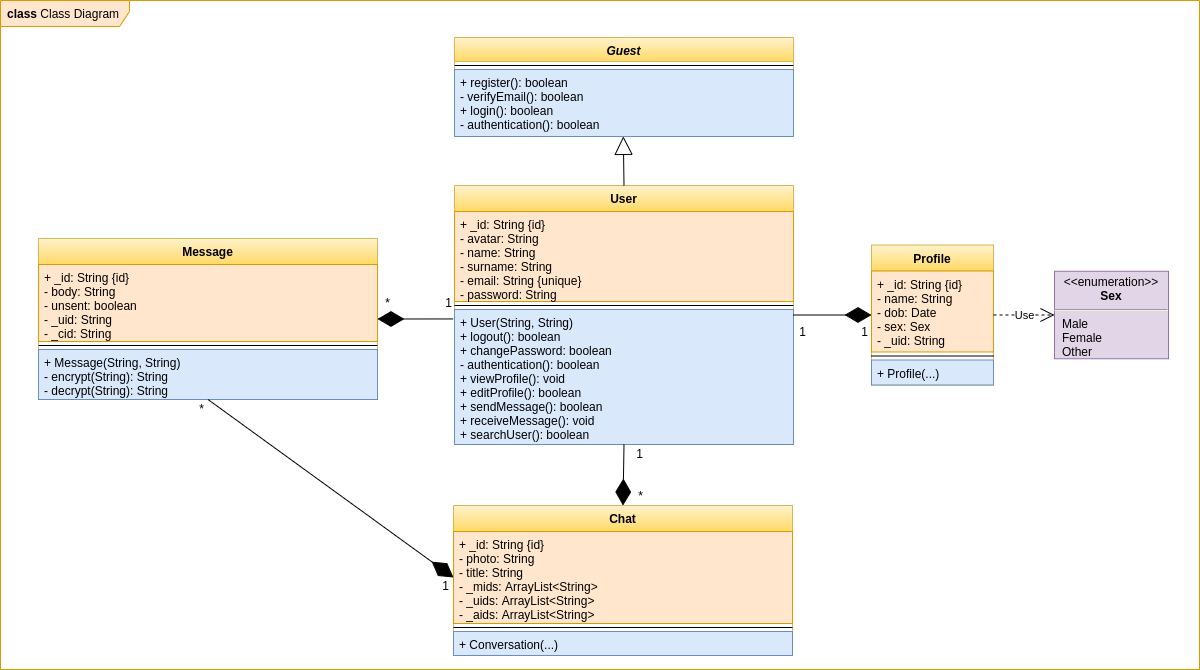 class Class Diagram
Guest
+ register(): boolean
- verifyEmail(): boolean
+ login(): boolean
- authentication(): boolean
User
+ _id: String {id}
- avatar: String
- name: String
- surname: String
- email: String {unique}
- password: String
+ User(String, String)
+ logout(): boolean
+ changePassword: boolean
- authentication(): boolean
+ viewProfile(): void
+ editProfile(): boolean
+ sendMessage(): boolean
+ receiveMessage(): void
+ searchUser(): boolean
Message
+ _id: String {id}
- body: String
- unsent: boolean
- _uid: String
- _cid: String
+ Message(String, String)
- encrypt(String): String
- decrypt(String): String
*
1
Profile
+ _id: String {id}
- name: String
- dob: Date
- sex: Sex
- _uid: String
+ Profile(...)
1
1
Use
<<enumeration>>
Sex
Male
Female
Other
*
1
1
*
Chat
+ _id: String {id}
- photo: String
- title: String
- _mids: ArrayList<String>
- _uids: ArrayList<String>
- _aids: ArrayList<String>
+ Conversation(...)